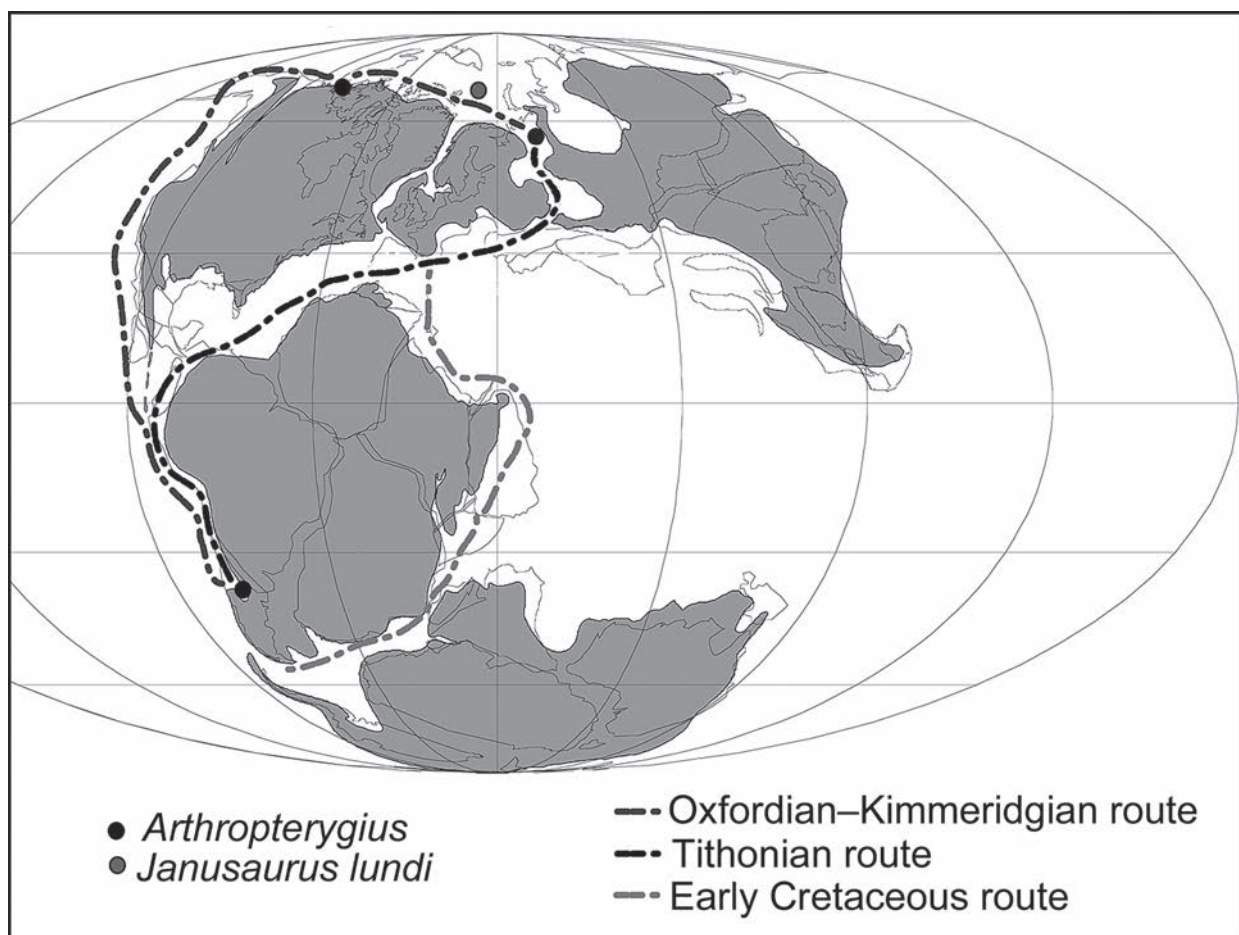 Arthropterygius
Janusaurus lundi
Oxfordian–Kimmeridgian route
Tithonian route
Early Cretaceous route